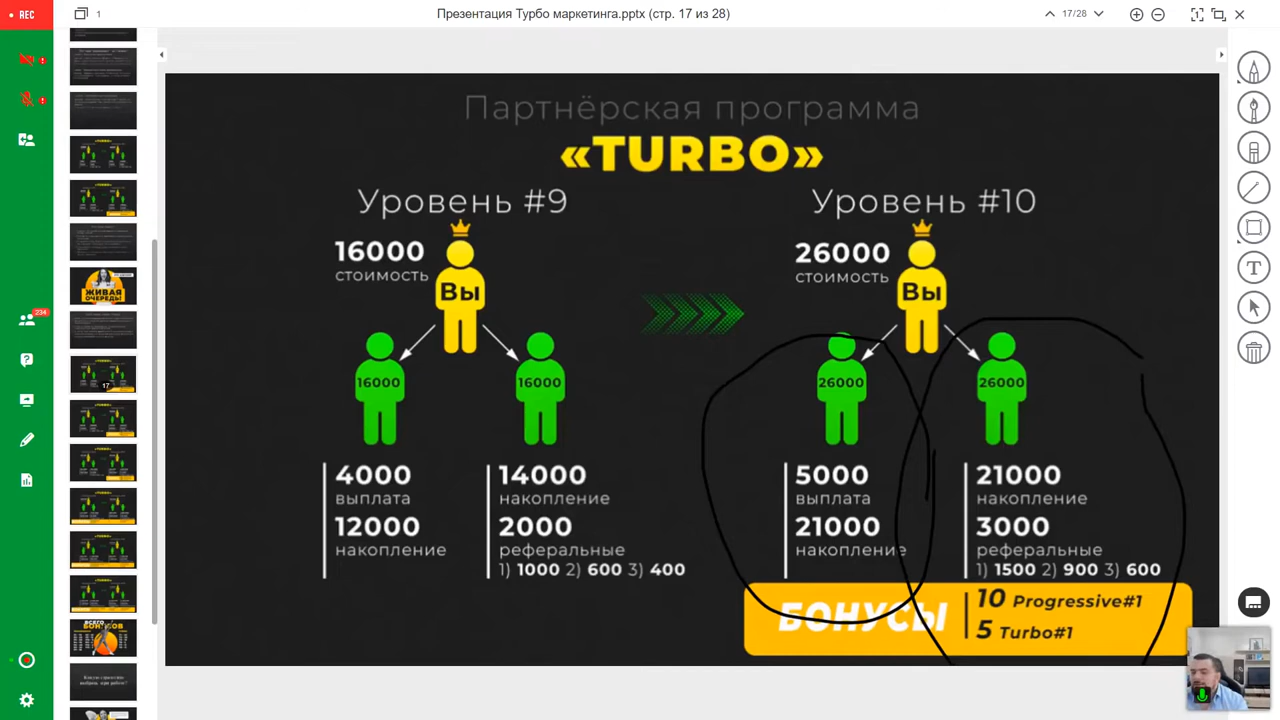 REC
1
Презентация Турбо маркетинга.pptx (стр. 17 из 28)
17/28
Партнёрская программа
«TURBO»
Уровень #9
Уровень #10
16000
стоимость
Вы
26000
стоимость
Вы
16000
16000
26000
26000
4000
выплата
12000
накопление
14000
накопление
2000
реферальные
1) 1000 2) 600 3) 400
5000
выплата
21000
накопление
21000
накопление
3000
реферальные
1) 1500 2) 900 3) 600
БОНУСЫ
10 Progressive#1
5 Turbo#1
234
ЖИВАЯ
ОЧЕРЕДЬ!
17
T